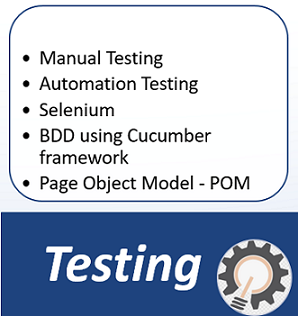 • Manual Testing
• Automation Testing
• Selenium
• BDD using Cucumber
framework
• Page Object Model - POM
Testing